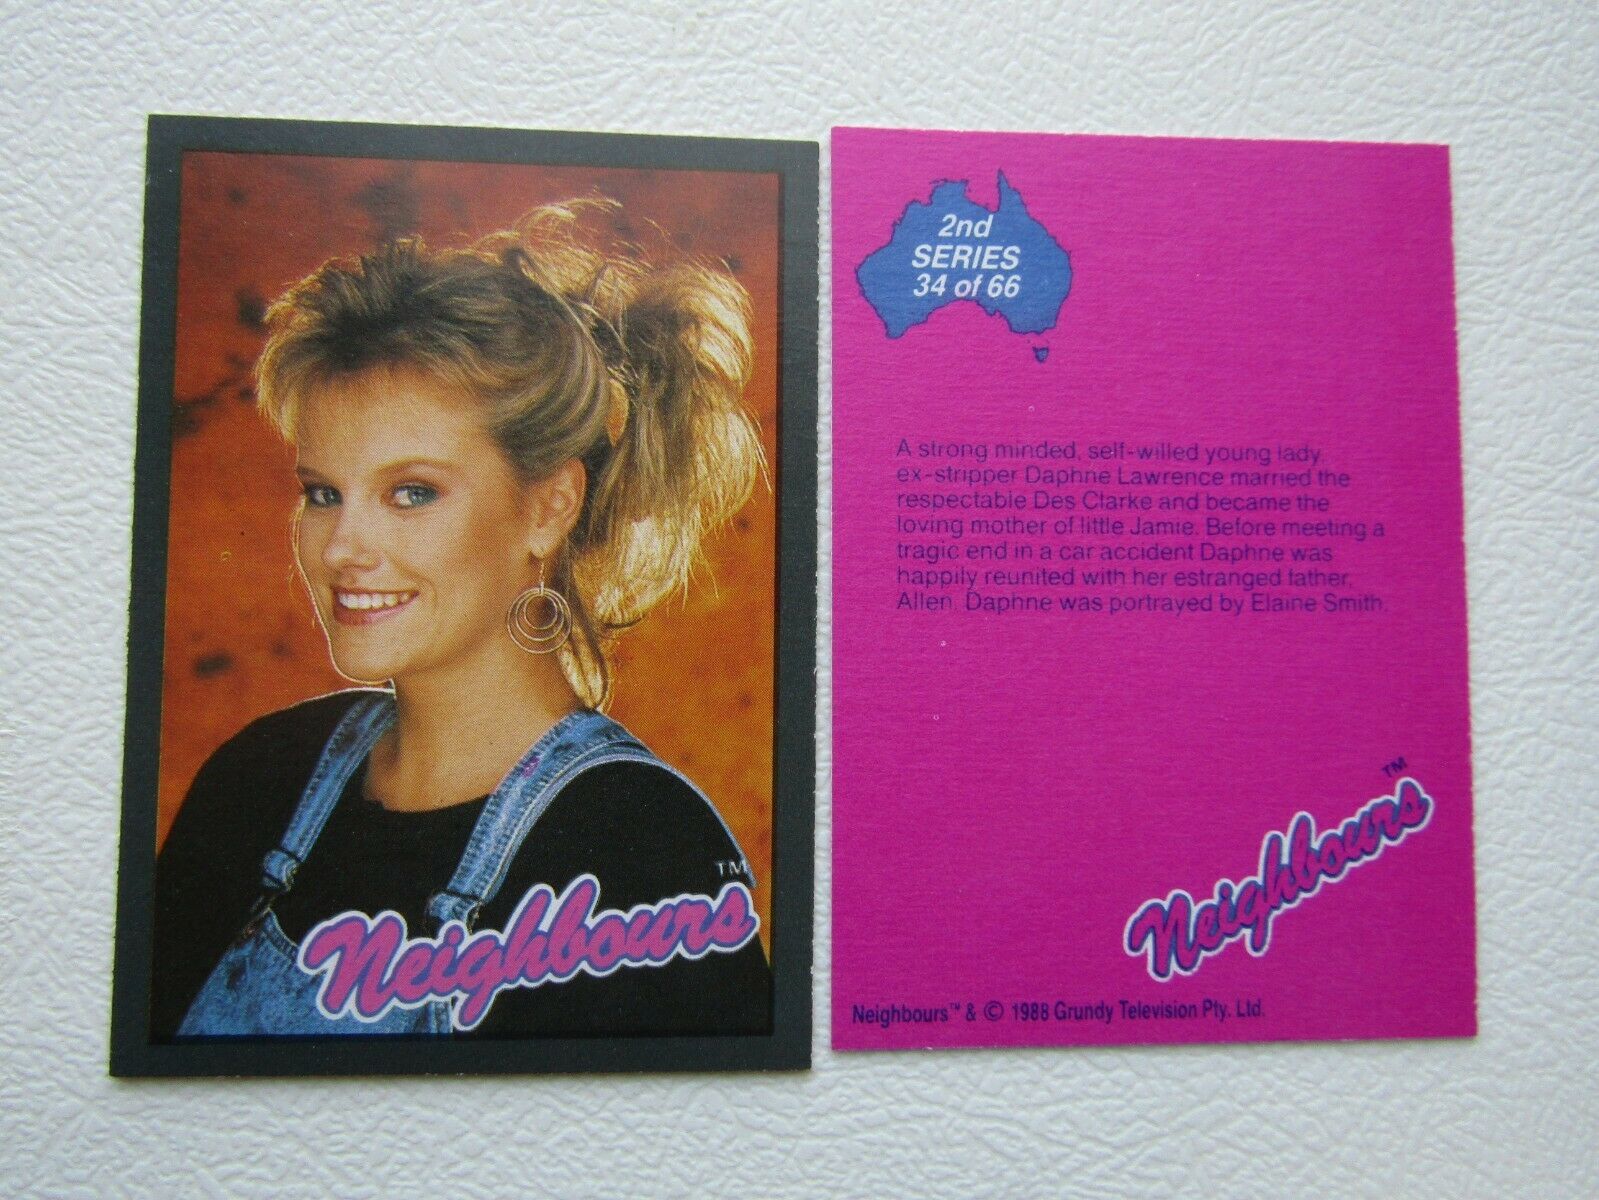 TM
Neighbours
2nd
SERIES
34 of 66
A strong minded, self-willed young lady,
ex-stripper Daphne Lawrence married the
respectable Des Clarke and became the
loving mother of little Jamie. Before meeting a
tragic end in a car accident Daphne was
happily reunited with her estranged father,
Allen. Daphne was portrayed by Elaine Smith.
TM
Neighbours
Neighbours™ & © 1988 Grundy Television Pty. Ltd.